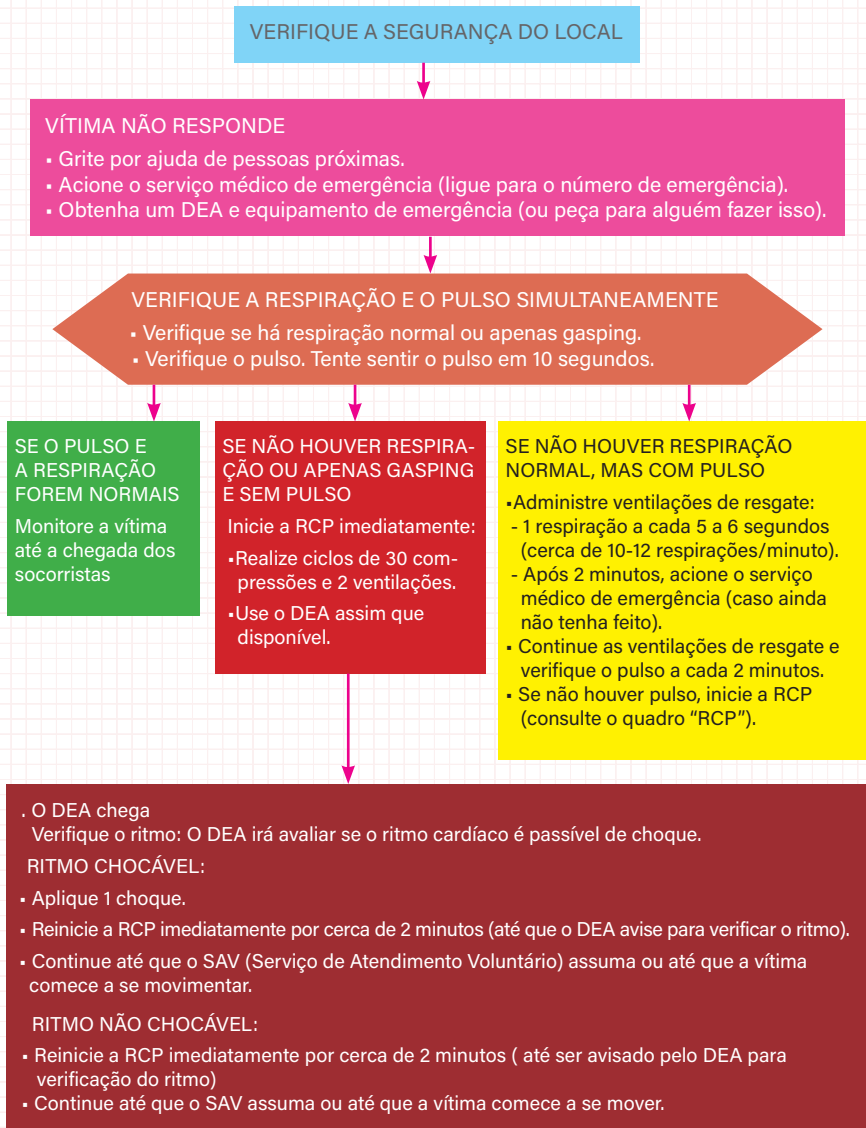 VERIFIQUE A SEGURANÇA DO LOCAL
VÍTIMA NÃO RESPONDE
▪ Grite por ajuda de pessoas próximas.
▪ Acione o serviço médico de emergência (ligue para o número de emergência).
▪ Obtenha um DEA e equipamento de emergência (ou peça para alguém fazer isso).
VERIFIQUE A RESPIRAÇÃO E O PULSO SIMULTANEAMENTE
▪ Verifique se há respiração normal ou apenas gasping.
▪ Verifique o pulso. Tente sentir o pulso em 10 segundos.
SE O PULSO E
A RESPIRAÇÃO
FOREM NORMAIS
Monitore a vítima
até a chegada dos
socorristas
SE NÃO HOUVER RESPIRA-
ÇÃO OU APENAS GASPING
E SEM PULSO
Inicie a RCP imediatamente:
▪Realize ciclos de 30 com-
pressões e 2 ventilações.
▪Use o DEA assim que
disponível.
SE NÃO HOUVER RESPIRAÇÃO
NORMAL, MAS COM PULSO
▪Administre ventilações de resgate:
- 1 respiração a cada 5 a 6 segundos
(cerca de 10-12 respirações/minuto).
- Após 2 minutos, acione o serviço
médico de emergência (caso ainda
não tenha feito).
▪ Continue as ventilações de resgate e
verifique o pulso a cada 2 minutos.
▪ Se não houver pulso, inicie a RCP
(consulte o quadro “RCP”).
. O DEA chega
Verifique o ritmo: O DEA irá avaliar se o ritmo cardíaco é passível de choque.
RITMO CHOCÁVEL:
▪ Aplique 1 choque.
▪ Reinicie a RCP imediatamente por cerca de 2 minutos (até que o DEA avise para verificar o ritmo).
▪ Continue até que o SAV (Serviço de Atendimento Voluntário) assuma ou até que a vítima
comece a se movimentar.
RITMO NÃO CHOCÁVEL:
▪ Reinicie a RCP imediatamente por cerca de 2 minutos ( até ser avisado pelo DEA para
verificação do ritmo)
▪ Continue até que o SAV assuma ou até que a vítima comece a se mover.